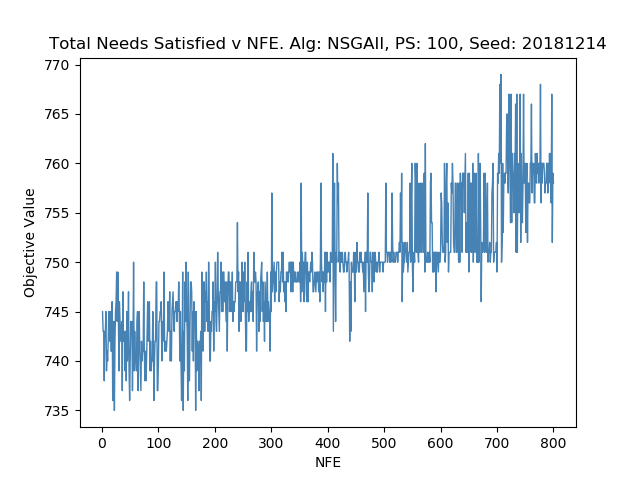 Total Needs Satisfied v NFE. Alg: NSGAII, PS: 100, Seed: 20181214
Objective Value
770
765
760
755
750
745
740
735
0 100 200 300 400 500 600 700 800
NFE